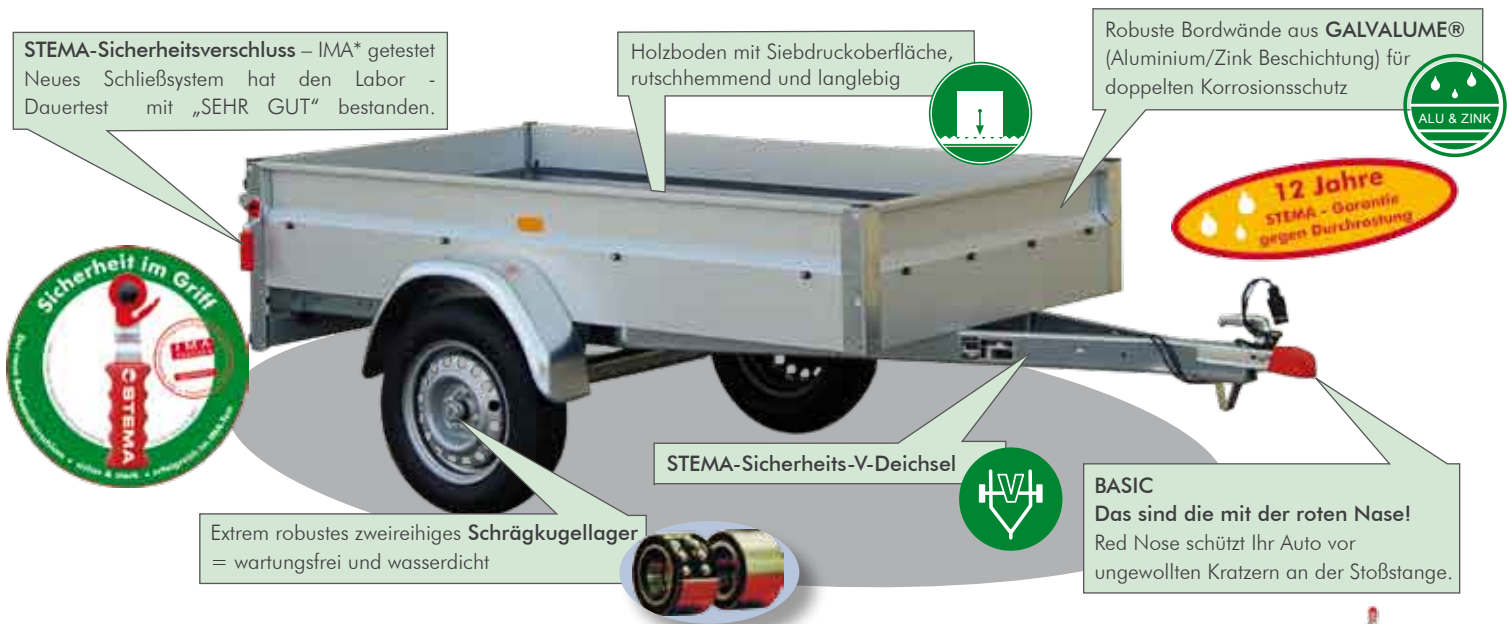 STEMA-Sicherheitsverschluss – IMA* getestet
Neues Schließsystem hat den Labor -
Dauertest mit „SEHR GUT“ bestanden.
Holzboden mit Siebdruckoberfläche,
rutschhemmend und langlebig
Robuste Bordwände aus GALVALUME®
(Aluminium/Zink Beschichtung) für
doppelten Korrosionsschutz
ALU & ZINK
12 Jahre
STEMA - Garantie
gegen Durchrostung
Sicherheit im Griff
IMA
STEMA
STEMA-Sicherheits-V-Deichsel
V
BASIC
Das sind die mit der roten Nase!
Red Nose schützt Ihr Auto vor
ungewollten Kratzern an der Stoßstange.
Extrem robustes zweireihiges Schrägkugellager
= wartungsfrei und wasserdicht